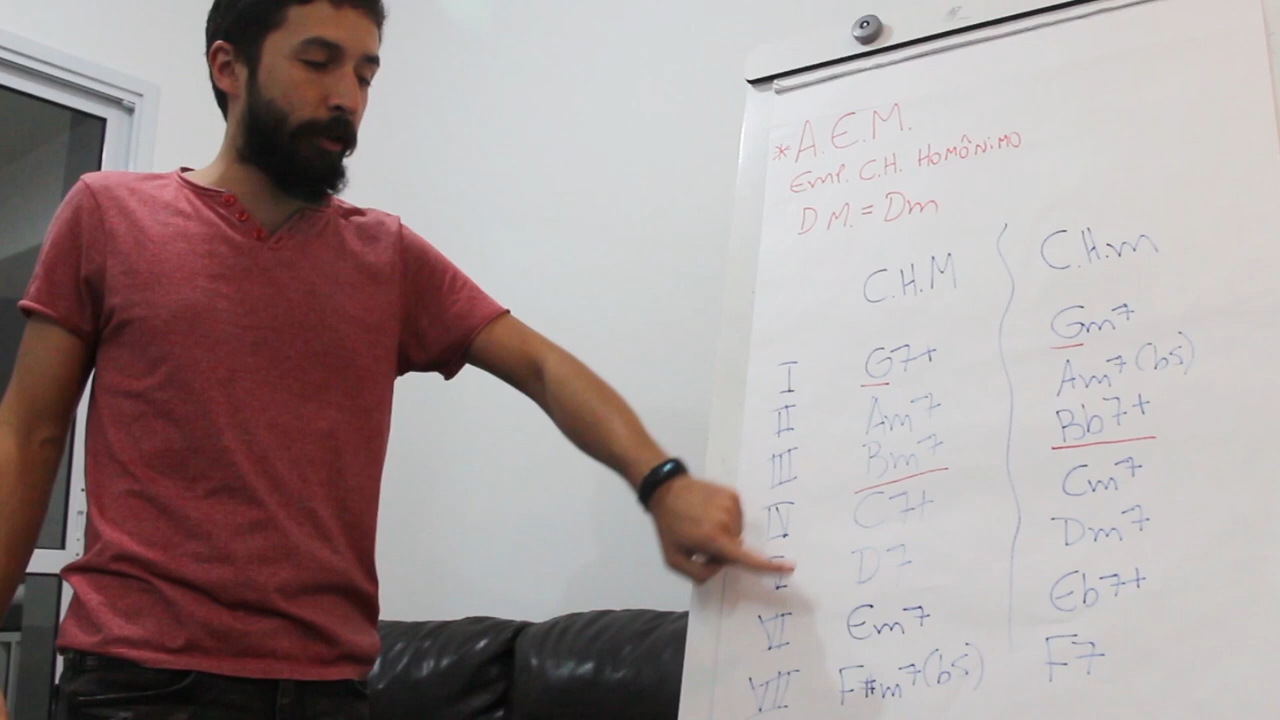 *A.E.M.
EMP. C.H. HOMÔNIMO
DM. = Dm
C.H.M C.H.m
I G7+ Gm7
II Am7 Am7(b5)
III Bm7 Bb7+
IV C7+ Cm7
D7 Dm7
VI Em7 Eb7+
VII F#m7(b5) F7